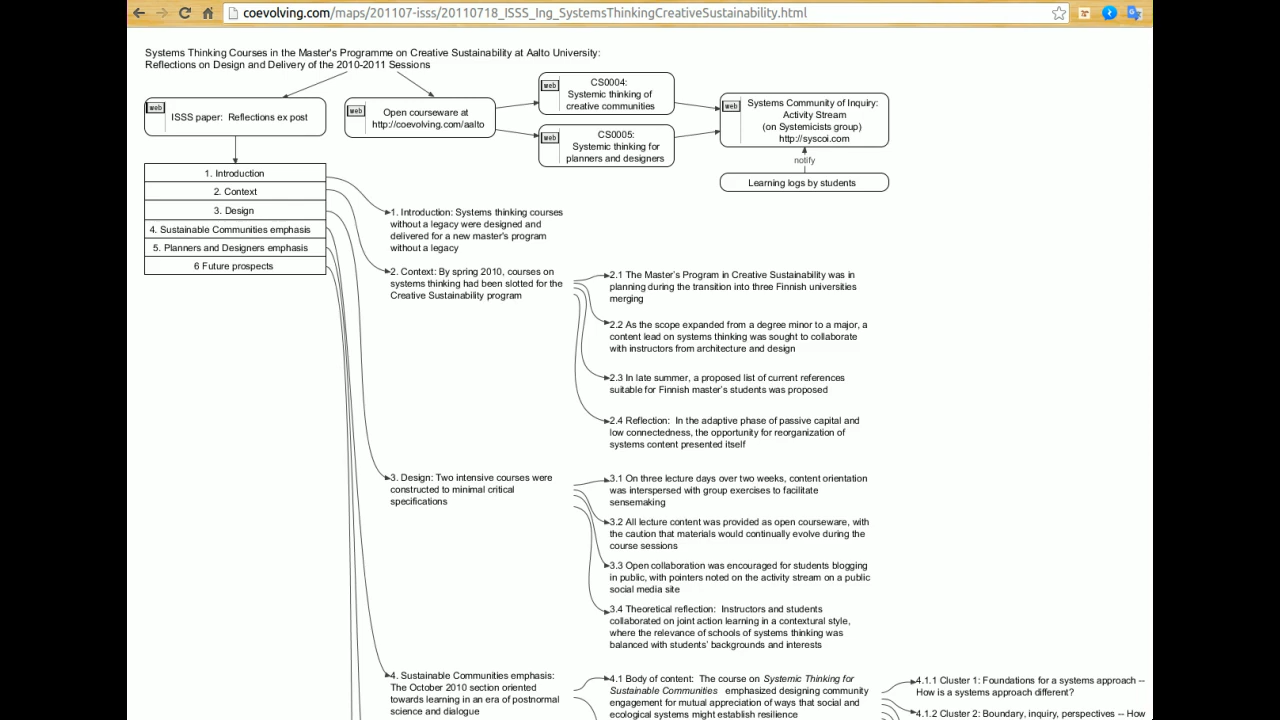 coevolving.com/maps/201107-isss/20110718_ISSS_Ing_SystemsThinkingCreativeSustainability.html
Systems Thinking Courses in the Master's Programme on Creative Sustainability at Aalto University:
Reflections on Design and Delivery of the 2010-2011 Sessions
web
ISSS paper: Reflections ex post
web
Open courseware at
http://coevolving.com/aalto
web
CS0004:
Systemic thinking of
creative communities
web
CS0005:
Systemic thinking for
planners and designers
web
Systems Community of Inquiry:
Activity Stream
(on Systemicists group)
http://syscoi.com
notify
Learning logs by students
1. Introduction
2. Context
3. Design
4. Sustainable Communities emphasis
5. Planners and Designers emphasis
6 Future prospects
1. Introduction: Systems thinking courses
without a legacy were designed and
delivered for a new master's program
without a legacy
2. Context: By spring 2010, courses on
systems thinking had been slotted for the
Creative Sustainability program
2.1 The Master's Program in Creative Sustainability was in
planning during the transition into three Finnish universities
merging
2.2 As the scope expanded from a degree minor to a major, a
content lead on systems thinking was sought to collaborate
with instructors from architecture and design
2.3 In late summer, a proposed list of current references
suitable for Finnish master's students was proposed
2.4 Reflection: In the adaptive phase of passive capital and
low connectedness, the opportunity for reorganization of
systems content presented itself
3. Design: Two intensive courses were
constructed to minimal critical
specifications
3.1 On three lecture days over two weeks, content orientation
was interspersed with group exercises to facilitate
sensemaking
3.2 All lecture content was provided as open courseware, with
the caution that materials would continually evolve during the
course sessions
3.3 Open collaboration was encouraged for students blogging
in public, with pointers noted on the activity stream on a public
social media site
3.4 Theoretical reflection: Instructors and students
collaborated on joint action learning in a contextural style,
where the relevance of schools of systems thinking was
balanced with students' backgrounds and interests
4. Sustainable Communities emphasis:
The October 2010 section oriented
towards learning in an era of postnormal
science and dialogue
4.1 Body of content: The course on Systemic Thinking for
Sustainable Communities emphasized designing community
engagement for mutual appreciation of ways that social and
ecological systems might establish resilience
4.1.1 Cluster 1: Foundations for a systems approach --
How is a systems approach different?
4.1.2 Cluster 2: Boundary, inquiry, perspectives -- How